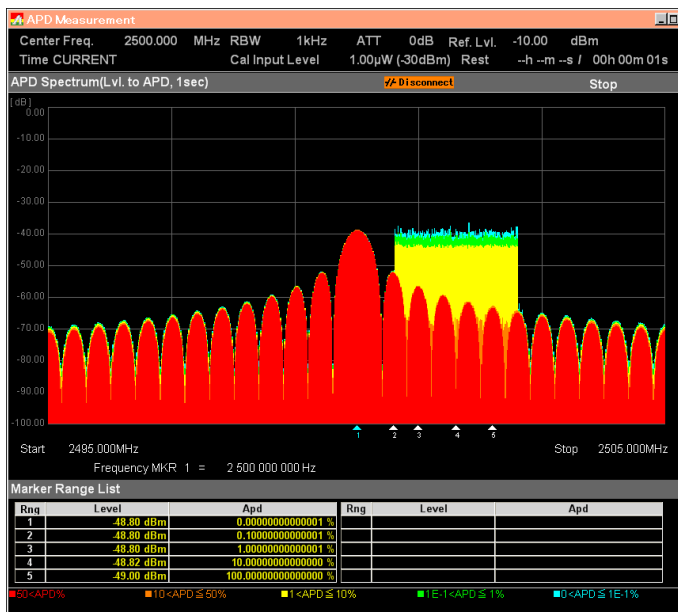 APD Measurement
Center Freq. 2500.000 MHz RBW 1kHz ATT 0dB Ref. Lvl. -10.00 dBm
Time CURRENT Cal Input Level 1.00µW (-30dBm) Rest --h --m --s / 00h 00m 01s
APD Spectrum(Lvl. to APD, 1sec) Disconnect Stop
[dB]
0.00
-10.00
-20.00
-30.00
-40.00
-50.00
-60.00
-70.00
-80.00
-90.00
-100.00
1 2 3 4 5
Start 2495.000MHz Stop 2505.000MHz
Frequency MKR 1 = 2 500 000 000 Hz
Marker Range List
Rng Level Apd Rng Level Apd
1 -48.80 dBm 0.00000000000001 %
2 -48.80 dBm 0.10000000000001 %
3 -48.80 dBm 1.00000000000001 %
4 -48.82 dBm 10.00000000000000 %
5 -49.00 dBm 100.00000000000000 %
50<APD% 10<APD≦50% 1<APD≦10% 1E-1<APD≦1% 0<APD≦1E-1%